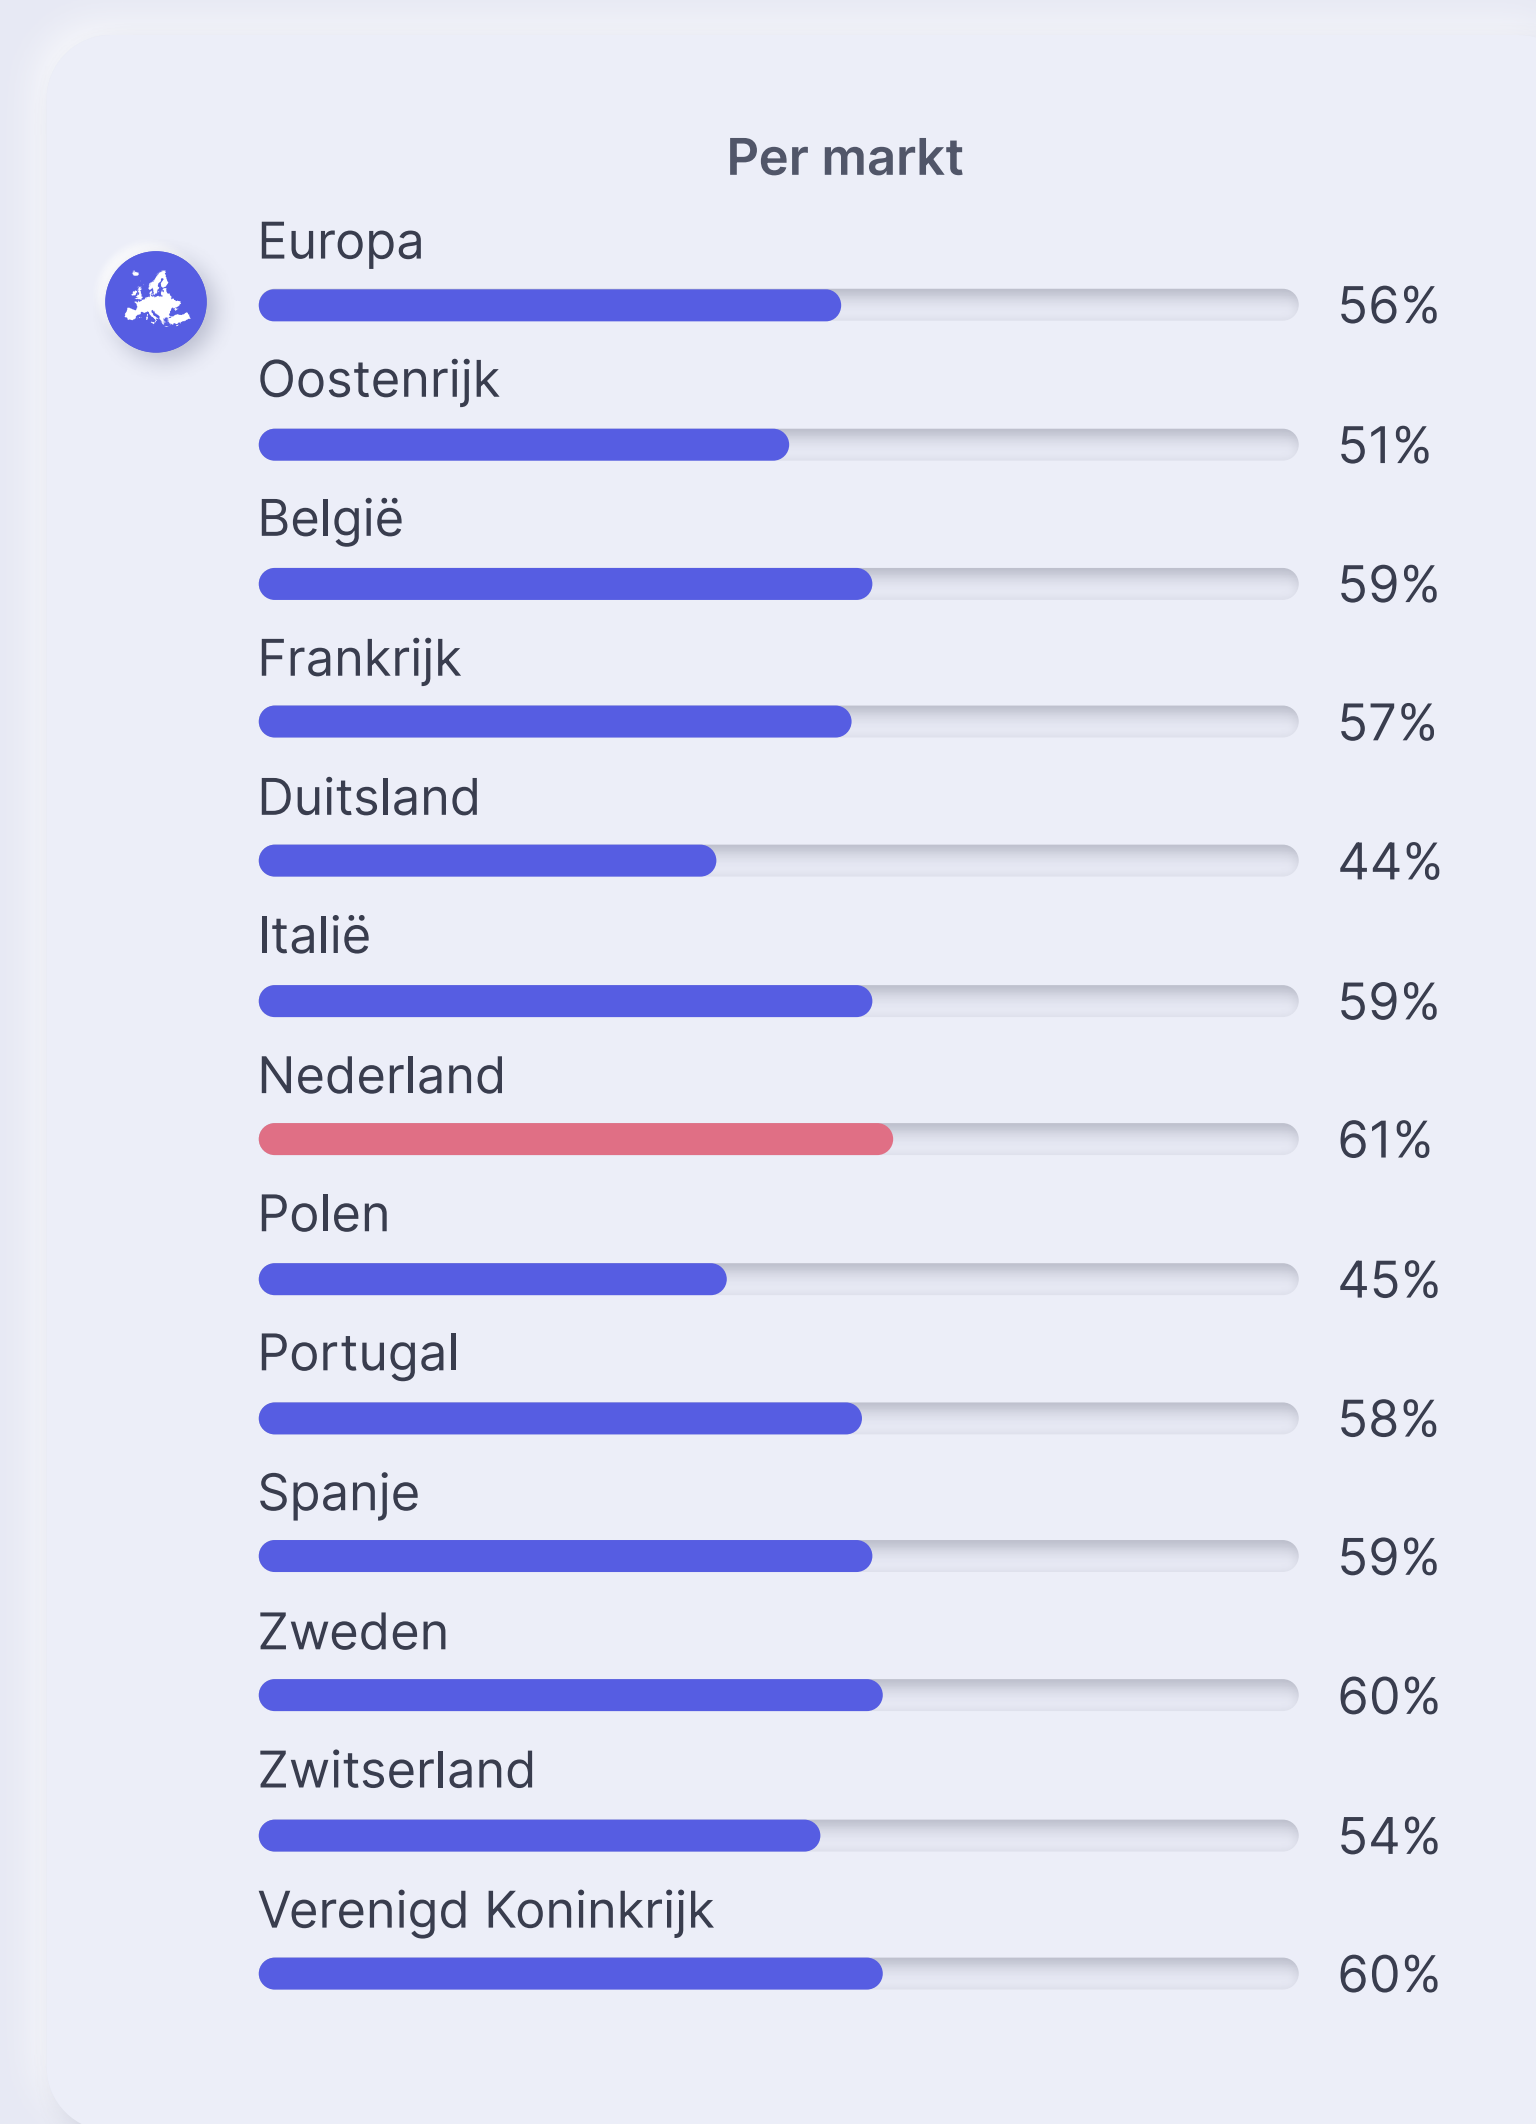 Per markt
Europa
56%
Oostenrijk
51%
België
59%
Frankrijk
57%
Duitsland
44%
Italië
59%
Nederland
61%
Polen
45%
Portugal
58%
Spanje
59%
Zweden
60%
Zwitserland
54%
Verenigd Koninkrijk
60%